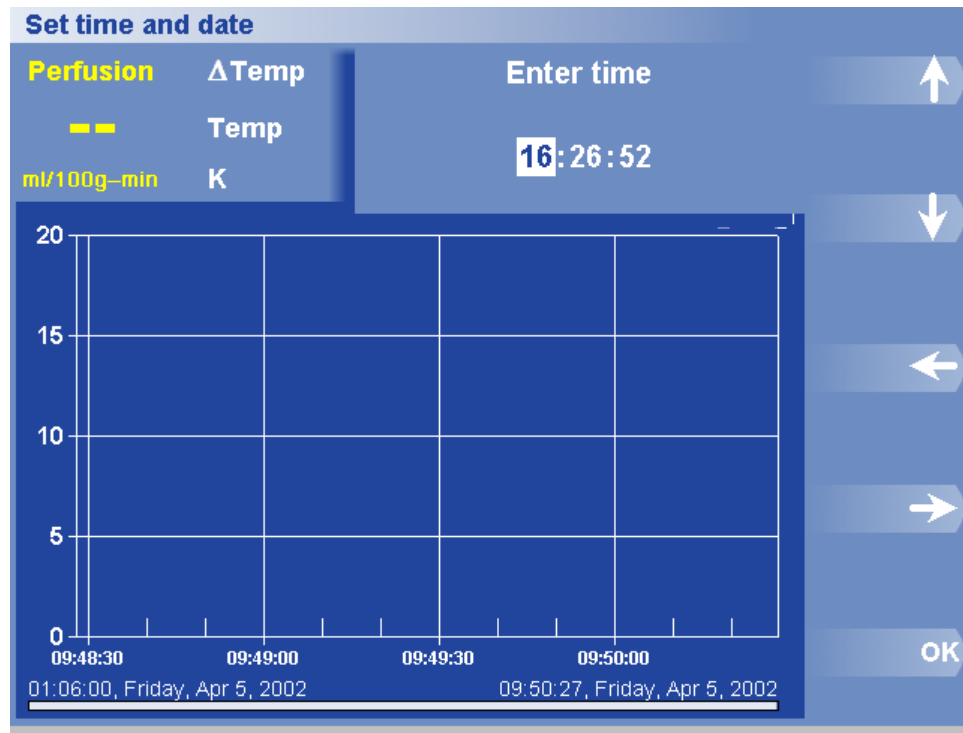 Set time and date
Perfusion ΔTemp
-- Temp
ml/100g–min K
Enter time
16:26:52
20
15
10
5
0
09:48:30 09:49:00 09:49:30 09:50:00
01:06:00, Friday, Apr 5, 2002 09:50:27, Friday, Apr 5, 2002
OK